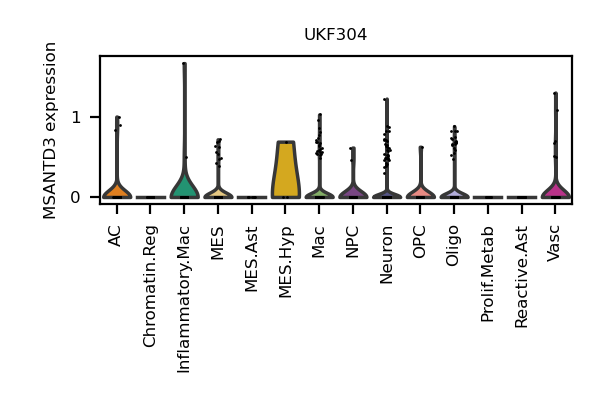 UKF304
MSANTD3 expression
1
0
AC
Chromatin.Reg
Inflammatory.Mac
MES
MES.Ast
MES.Hyp
Mac
NPC
Neuron
OPC
Oligo
Prolif.Metab
Reactive.Ast
Vasc